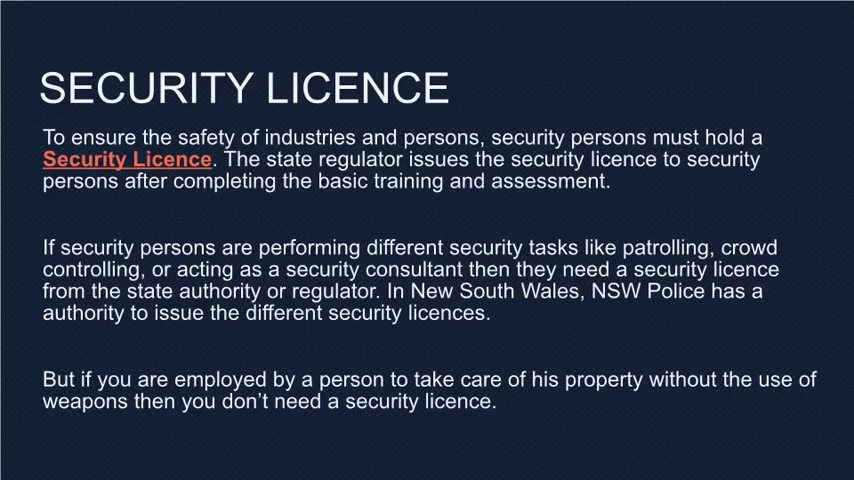 SECURITY LICENCE
To ensure the safety of industries and persons, security persons must hold a
Security Licence. The state regulator issues the security licence to security
persons after completing the basic training and assessment.
If security persons are performing different security tasks like patrolling, crowd
controlling, or acting as a security consultant then they need a security licence
from the state authority or regulator. In New South Wales, NSW Police has a
authority to issue the different security licences.
But if you are employed by a person to take care of his property without the use of
weapons then you don’t need a security licence.